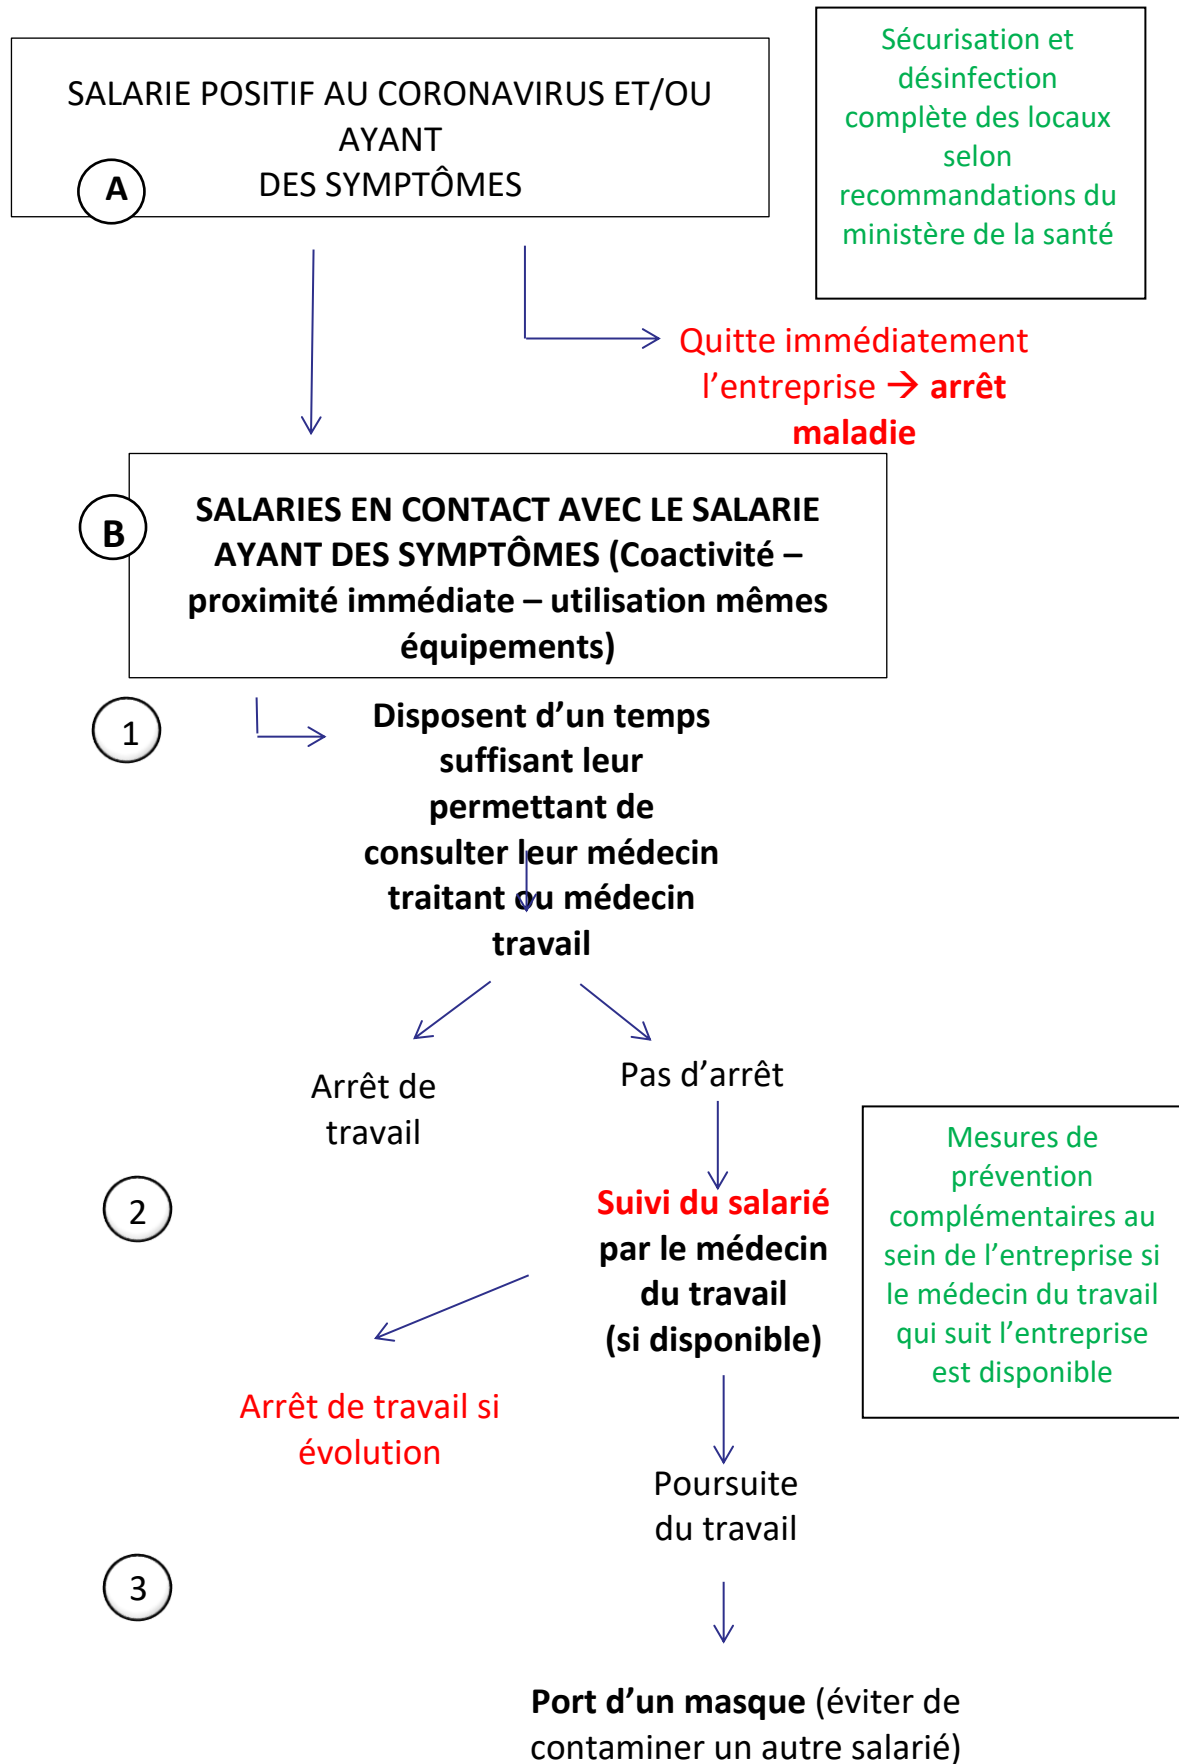 SALARIE POSITIF AU CORONAVIRUS ET/OU
AYANT
DES SYMPTÔMES
A
Sécurisation et
désinfection
complète des locaux
selon
recommandations du
ministère de la santé
Quitte immédiatement
l’entreprise → arrêt
maladie
B
SALARIES EN CONTACT AVEC LE SALARIE
AYANT DES SYMPTÔMES (Coactivité –
proximité immédiate – utilisation mêmes
équipements)
1
Disposent d’un temps
suffisant leur
permettant de
consulter leur médecin
traitant ou médecin
travail
Arrêt de
travail
Pas d’arrêt
2
Suivi du salarié
par le médecin
du travail
(si disponible)
Mesures de
prévention
complémentaires au
sein de l’entreprise si
le médecin du travail
qui suit l’entreprise
est disponible
Arrêt de travail si
évolution
Poursuite
du travail
3
Port d’un masque (éviter de
contaminer un autre salarié)